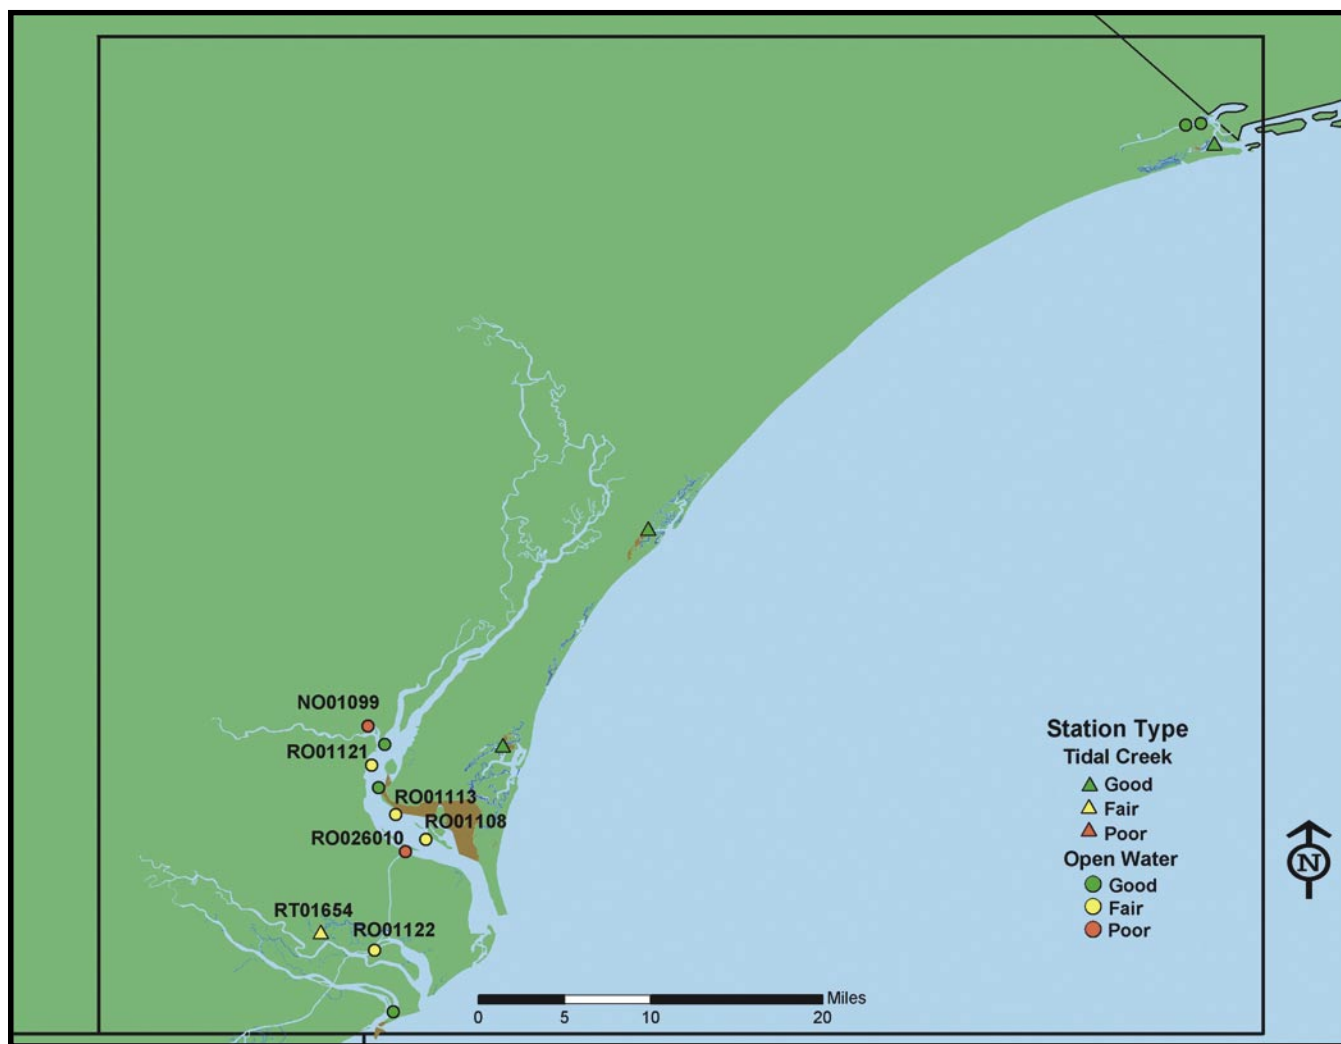 NO01099
RO01121
RO01113
RO01108
RO026010
RT01654
RO01122
Station Type
Tidal Creek
Good
Fair
Poor
Open Water
Good
Fair
Poor
N
Miles
0 5 10 20